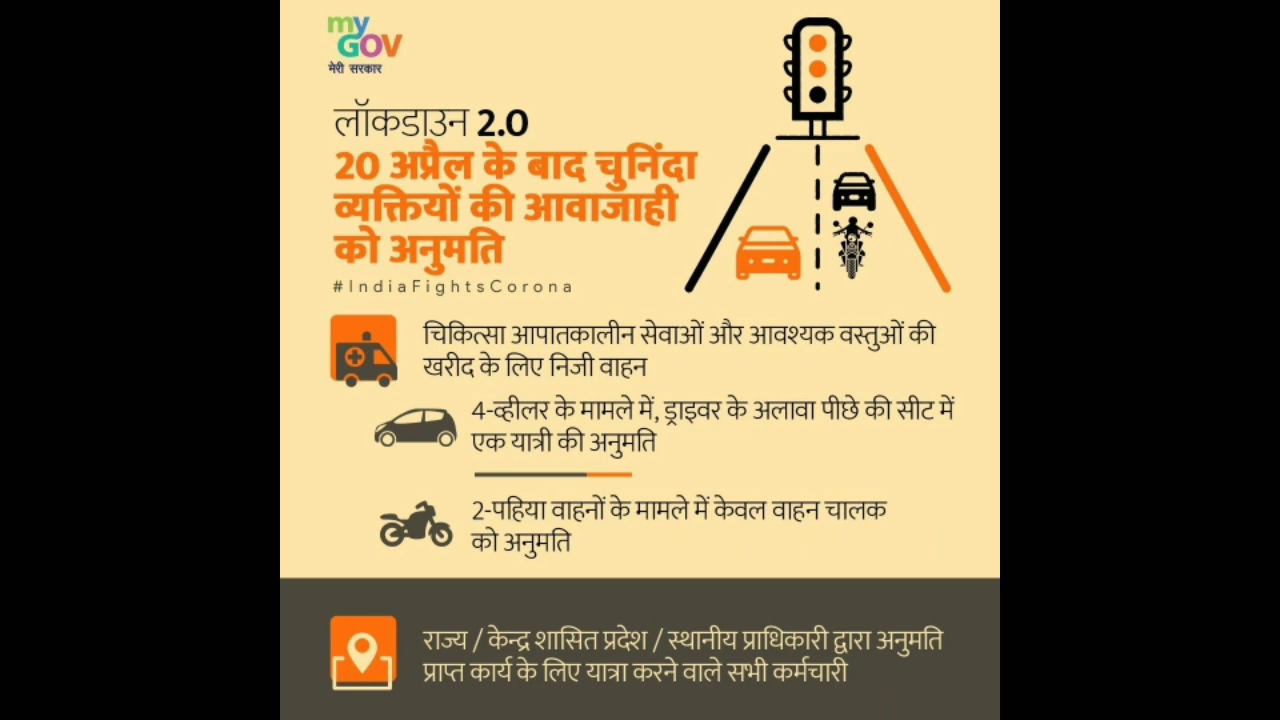 my
GOV
मेरी सरकार
लॉकडाउन 2.0
20 अप्रैल के बाद चुनिंदा
व्यक्तियों की आवाजाही
को अनुमति
#IndiaFightsCorona
चिकित्सा आपातकालीन सेवाओं और आवश्यक वस्तुओं की
खरीद के लिए निजी वाहन
4-व्हीलर के मामले में, ड्राइवर के अलावा पीछे की सीट में
एक यात्री की अनुमति
2-पहिया वाहनों के मामले में केवल वाहन चालक
को अनुमति
राज्य / केन्द्र शासित प्रदेश / स्थानीय प्राधिकारी द्वारा अनुमति
प्राप्त कार्य के लिए यात्रा करने वाले सभी कर्मचारी